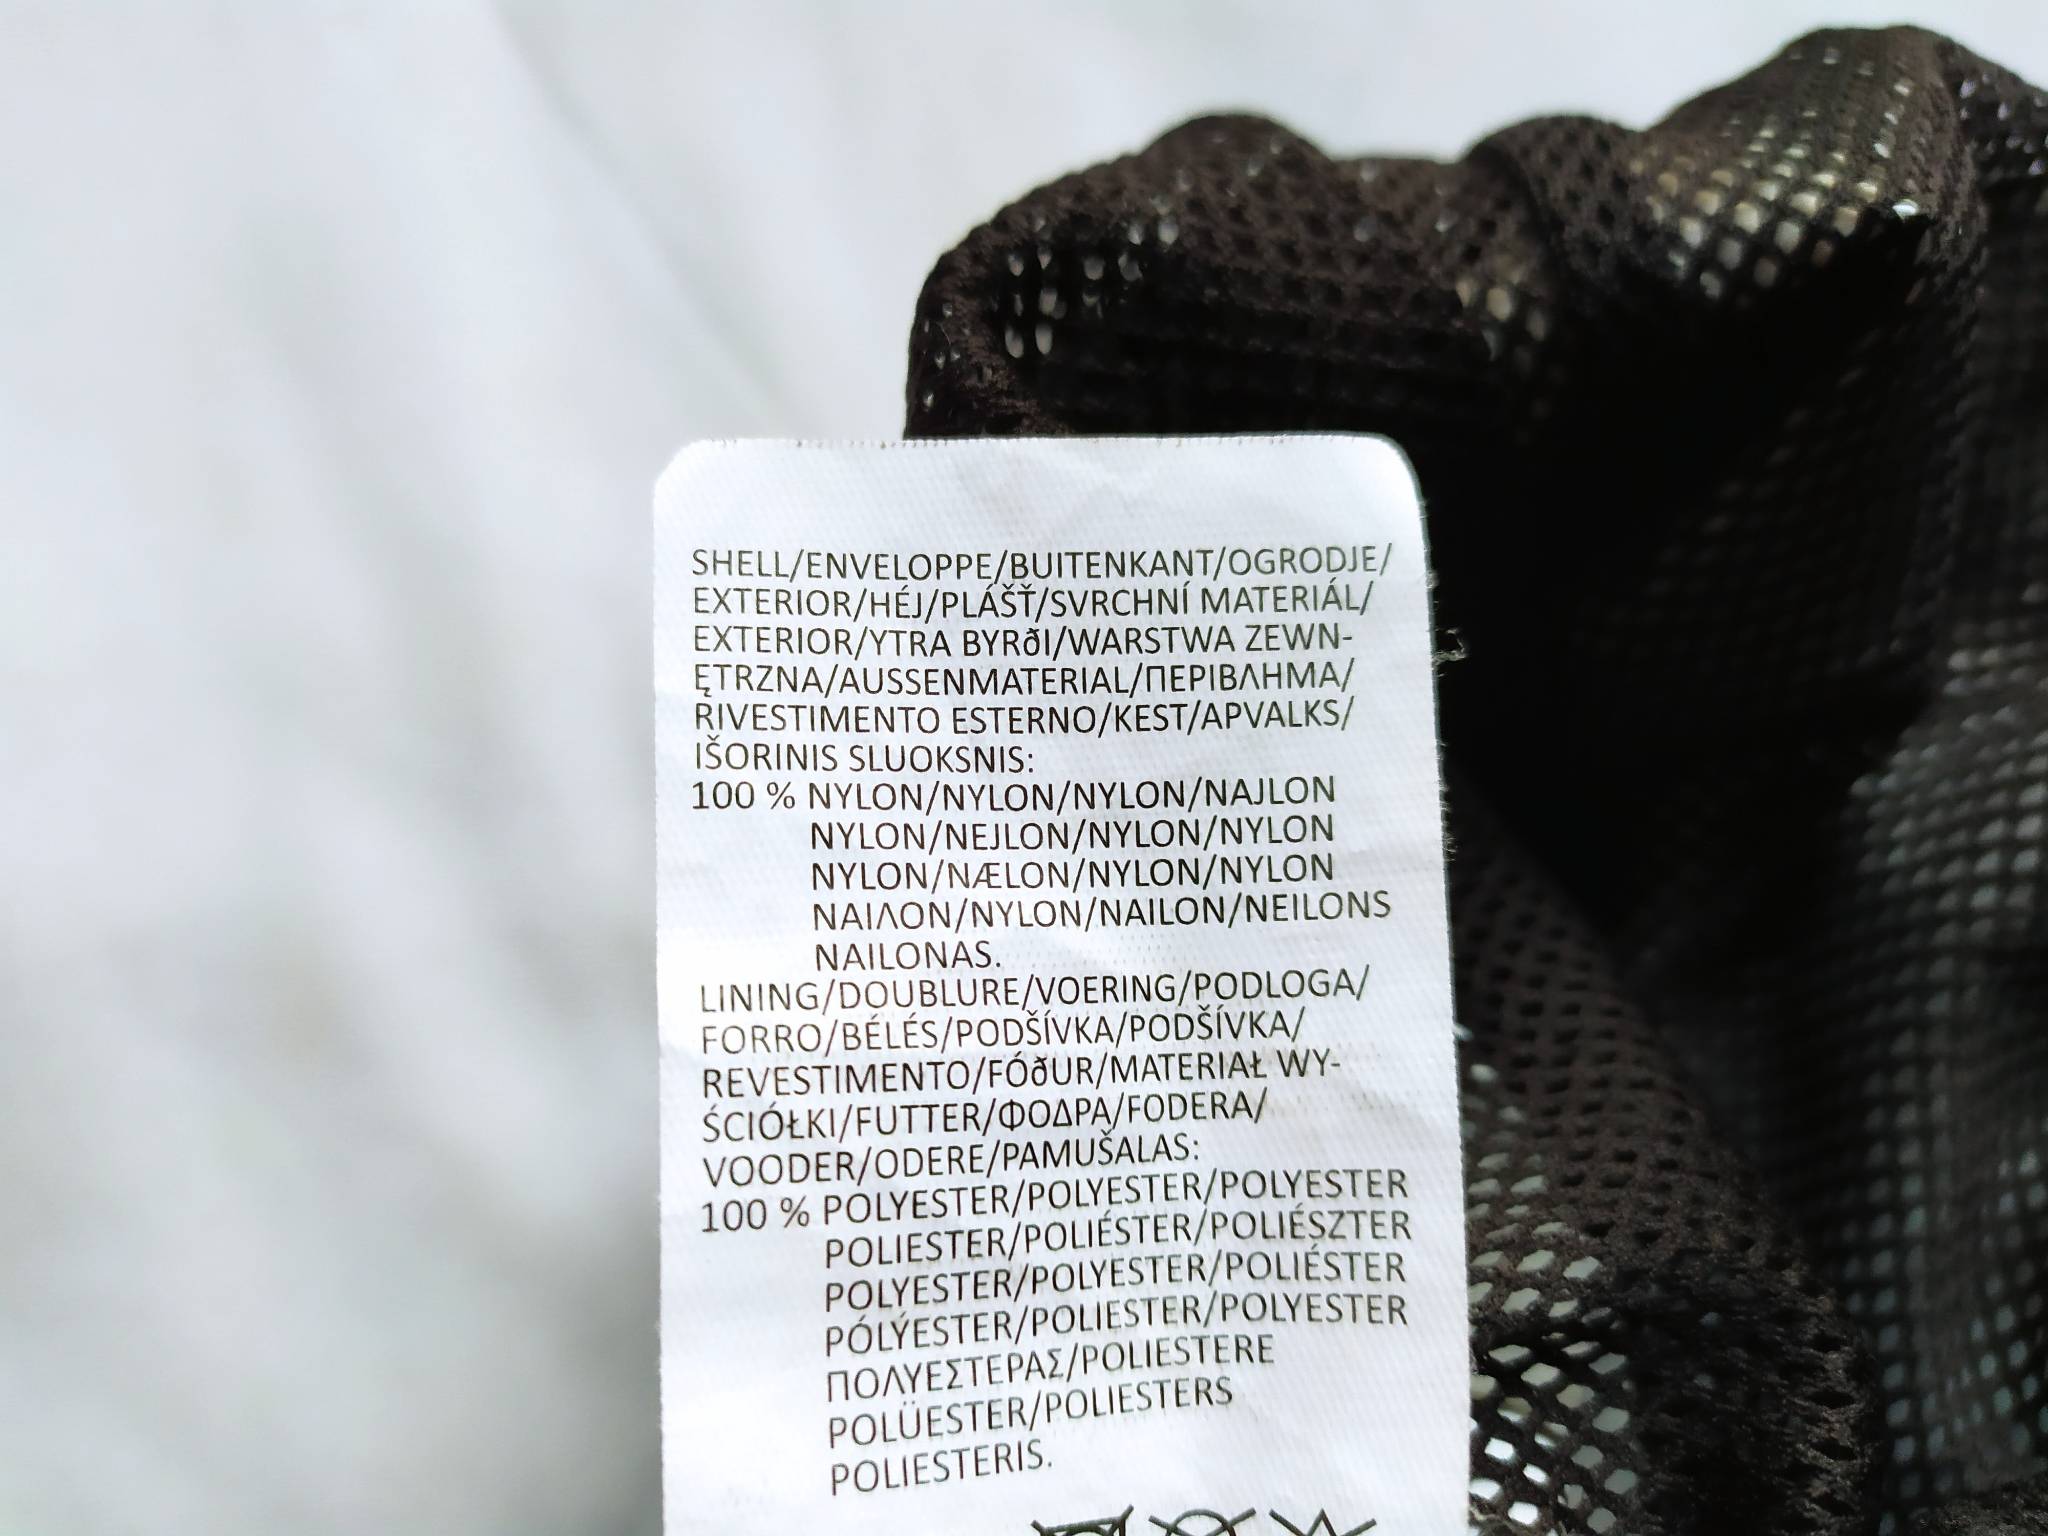 SHELL/ENVELOPPE/BUITENKANT/OGRODJE/
EXTERIOR/HÉJ/PLÁŠŤ/SVRCHNÍ MATERIÁL/
EXTERIOR/YTRA BYRðI/WARSTWA ZEWN-
ĘTRZNA/AUSSENMATERIAL/ΠΕΡΙΒΛΗΜΑ/
RIVESTIMENTO ESTERNO/KEST/APVALKS/
IŠORINIS SLUOKSNIS:
100 % NYLON/NYLON/NYLON/NAJLON
NYLON/NEJLON/NYLON/NYLON
NYLON/NÆLON/NYLON/NYLON
ΝΑΙΛΟΝ/NYLON/NAILON/NEILONS
NAILONAS.
LINING/DOUBLURE/VOERING/PODLOGA/
FORRO/BÉLÉS/PODŠÍVKA/PODŠÍVKA/
REVESTIMENTO/FÓðUR/MATERIAŁ WY-
ŚCIÓŁKI/FUTTER/ΦΟΔΡΑ/FODERA/
VOODER/ODERE/PAMUŠALAS:
100 % POLYESTER/POLYESTER/POLYESTER
POLIESTER/POLIÉSTER/POLIÉSZTER
POLYESTER/POLYESTER/POLIÉSTER
PÓLÝESTER/POLIESTER/POLYESTER
ΠΟΛΥΕΣΤΕΡΑΣ/POLIESTERE
POLÜESTER/POLIESTERS
POLIESTERIS.